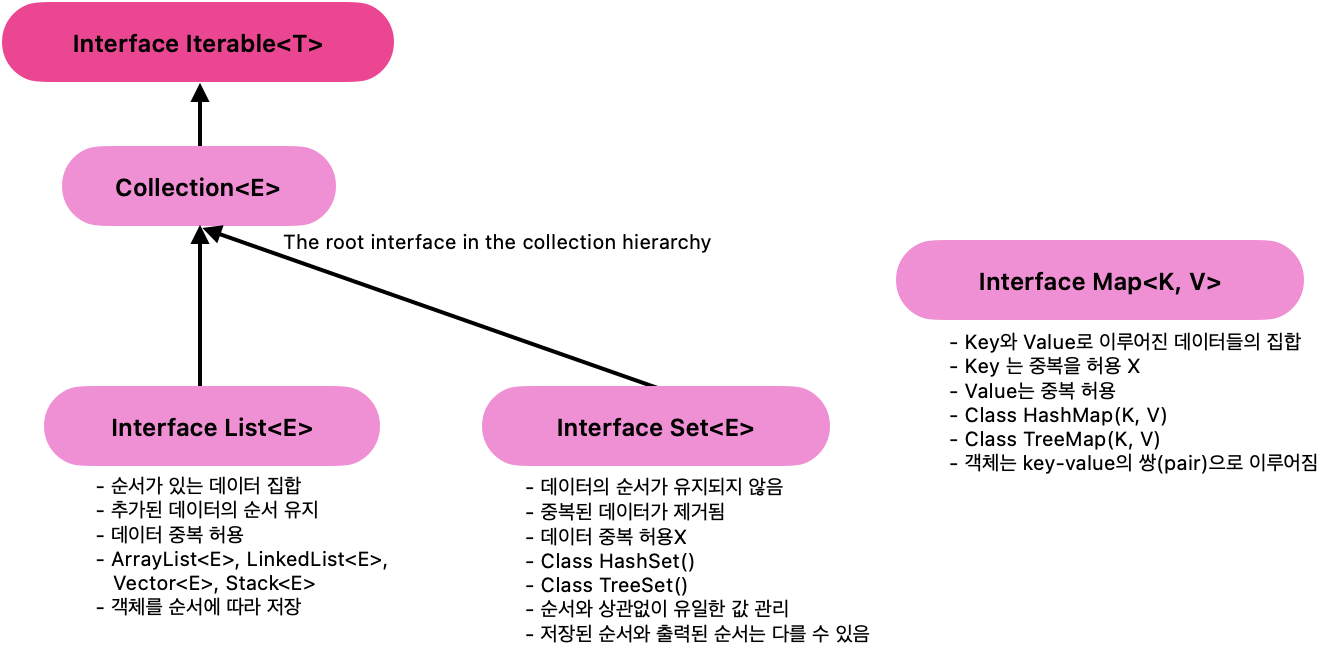 Interface Iterable<T>
Collection<E>
The root interface in the collection hierarchy
Interface List<E>
- 순서가 있는 데이터 집합
- 추가된 데이터의 순서 유지
- 데이터 중복 허용
- ArrayList<E>, LinkedList<E>,
Vector<E>, Stack<E>
- 객체를 순서에 따라 저장
Interface Set<E>
- 데이터의 순서가 유지되지 않음
- 중복된 데이터가 제거됨
- 데이터 중복 허용X
- Class HashSet()
- Class TreeSet()
- 순서와 상관없이 유일한 값 관리
- 저장된 순서와 출력된 순서는 다를 수 있음
Interface Map<K, V>
- Key와 Value로 이루어진 데이터들의 집합
- Key 는 중복을 허용 X
- Value는 중복 허용
- Class HashMap(K, V)
- Class TreeMap(K, V)
- 객체는 key-value의 쌍(pair)으로 이루어짐